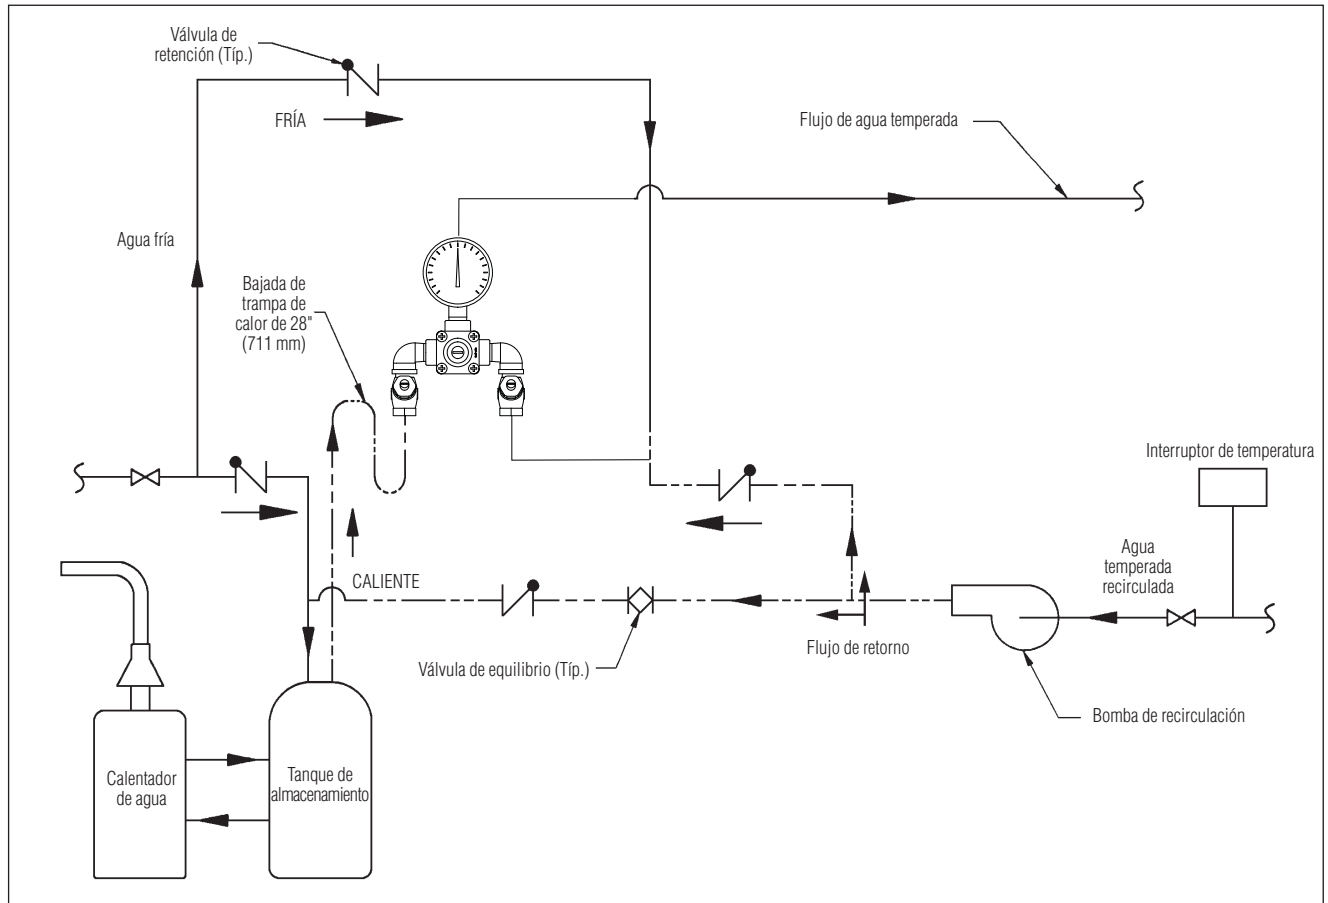 Válvula de
retención (Típ.)
FRÍA
Flujo de agua temperada
Agua fría
Bajada de
trampa de
calor de 28"
(711 mm)
Interruptor de temperatura
Agua
temperada
recirculada
CALIENTE
Flujo de retorno
Válvula de equilibrio (Típ.)
Bomba de recirculación
Calentador
de agua
Tanque de
almacenamiento